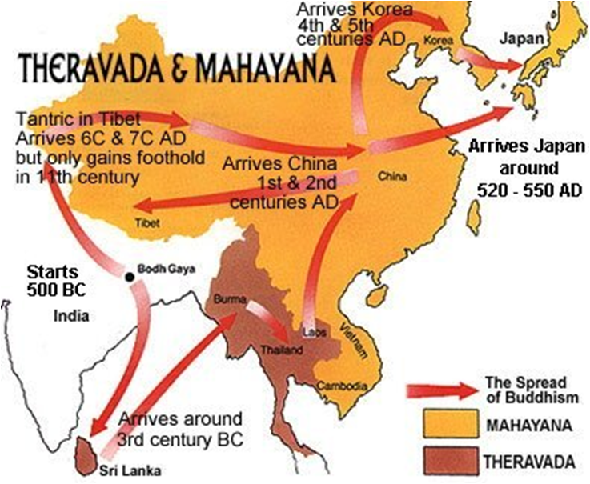 Arrives Korea
4th & 5th
centuries AD
Korea
Japan
THERAVADA & MAHAYANA
Tantric in Tibet
Arrives 6C & 7C AD
but only gains foothold
in 11th century
Arrives China
1st & 2nd
centuries AD
China
Arrives Japan
around
520 - 550 AD
Tibet
Starts
500 BC
Bodh Gaya
India
Burma
Laos
Thailand
Vietnam
Cambodia
Arrives around
3rd century BC
Sri Lanka
The Spread
of Buddhism
MAHAYANA
THERAVADA